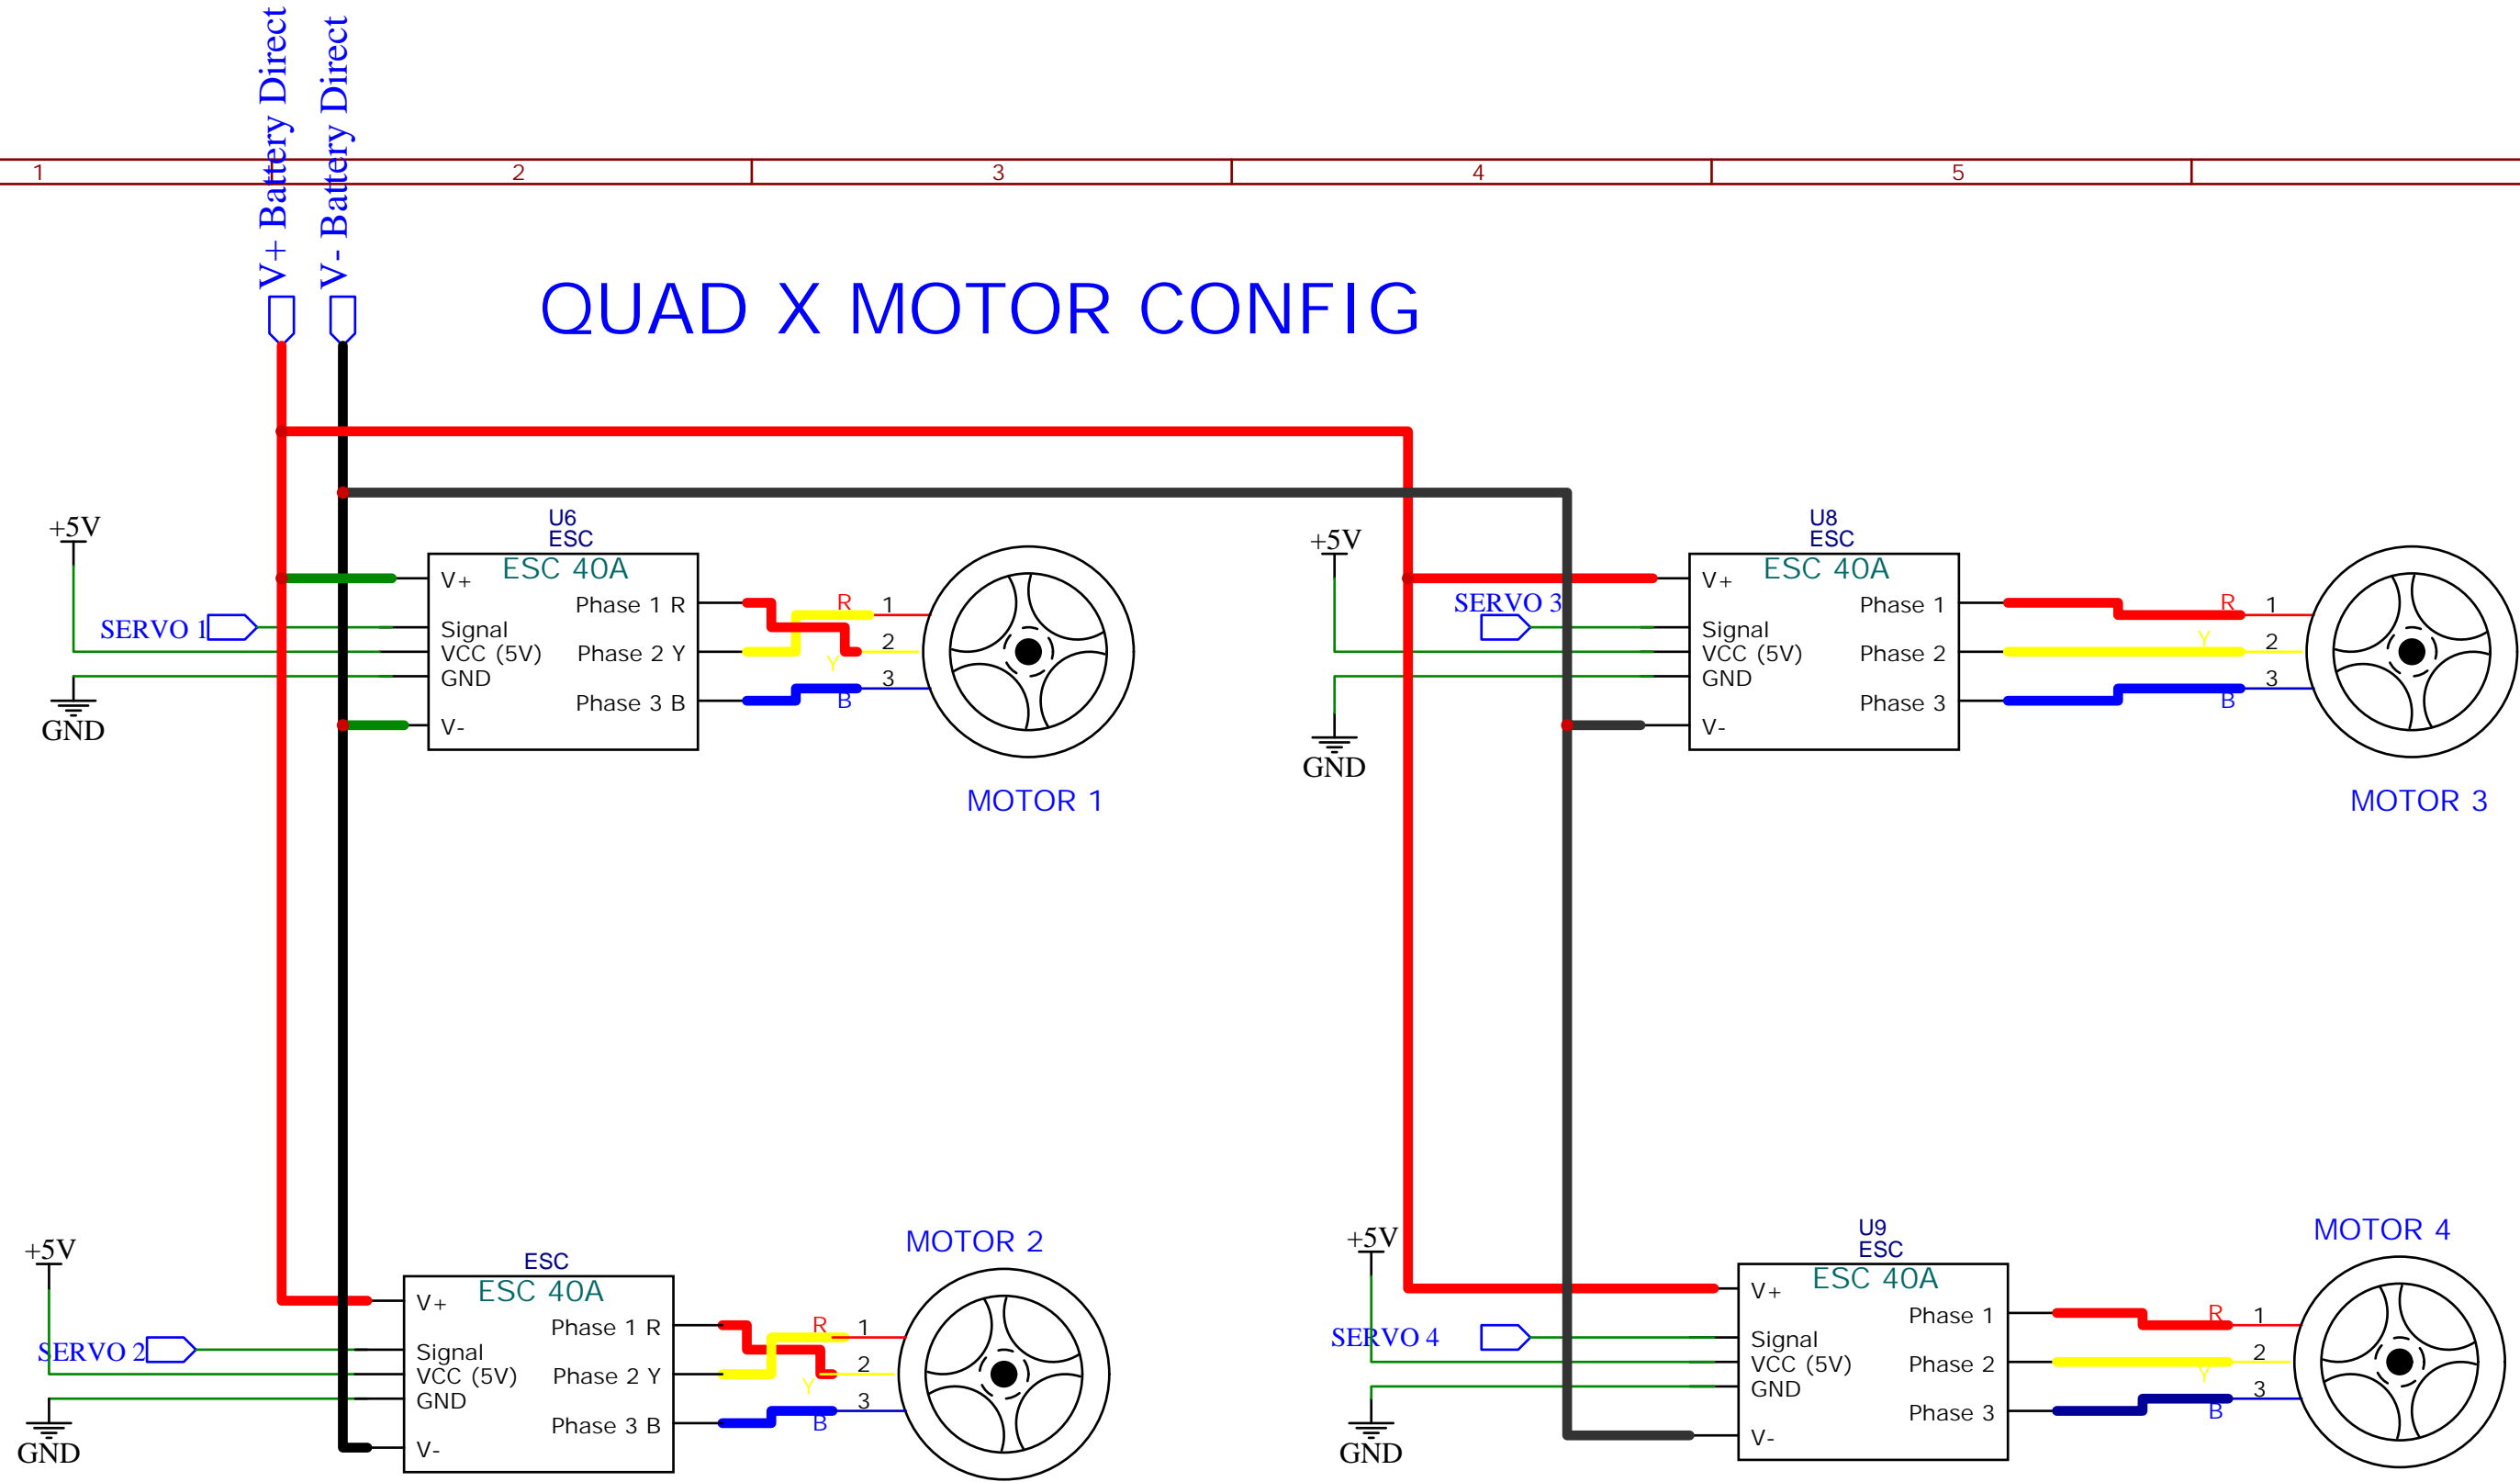 V+ Battery Direct
V- Battery Direct
1
2
3
4
5
QUAD X MOTOR CONFIG
+5V
SERVO 1
GND
U6
ESC
ESC 40A
V+
Signal
VCC (5V)
GND
V-
Phase 1 R
Phase 2 Y
Phase 3 B
R
Y
B
1
2
3
MOTOR 1
+5V
SERVO 3
GND
U8
ESC
ESC 40A
V+
Signal
VCC (5V)
GND
V-
Phase 1
Phase 2
Phase 3
R
Y
B
1
2
3
MOTOR 3
+5V
SERVO 2
GND
ESC
ESC 40A
V+
Signal
VCC (5V)
GND
V-
Phase 1 R
Phase 2 Y
Phase 3 B
R
Y
B
1
2
3
MOTOR 2
+5V
SERVO 4
GND
U9
ESC
ESC 40A
V+
Signal
VCC (5V)
GND
V-
Phase 1
Phase 2
Phase 3
R
Y
B
1
2
3
MOTOR 4